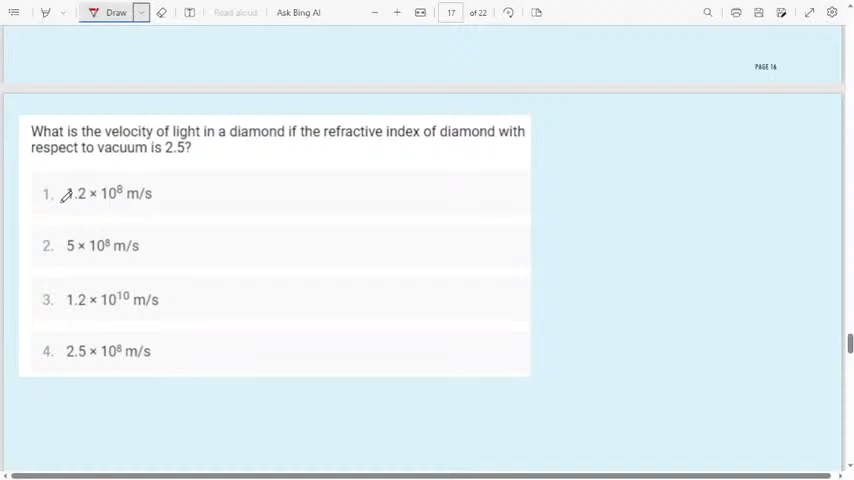 Draw
Read aloud
Ask Bing AI
17
of 22
PAGE 16
What is the velocity of light in a diamond if the refractive index of diamond with
respect to vacuum is 2.5?
1. .2 × 10⁸ m/s
2. 5 × 10⁸ m/s
3. 1.2 × 10¹⁰ m/s
4. 2.5 × 10⁸ m/s